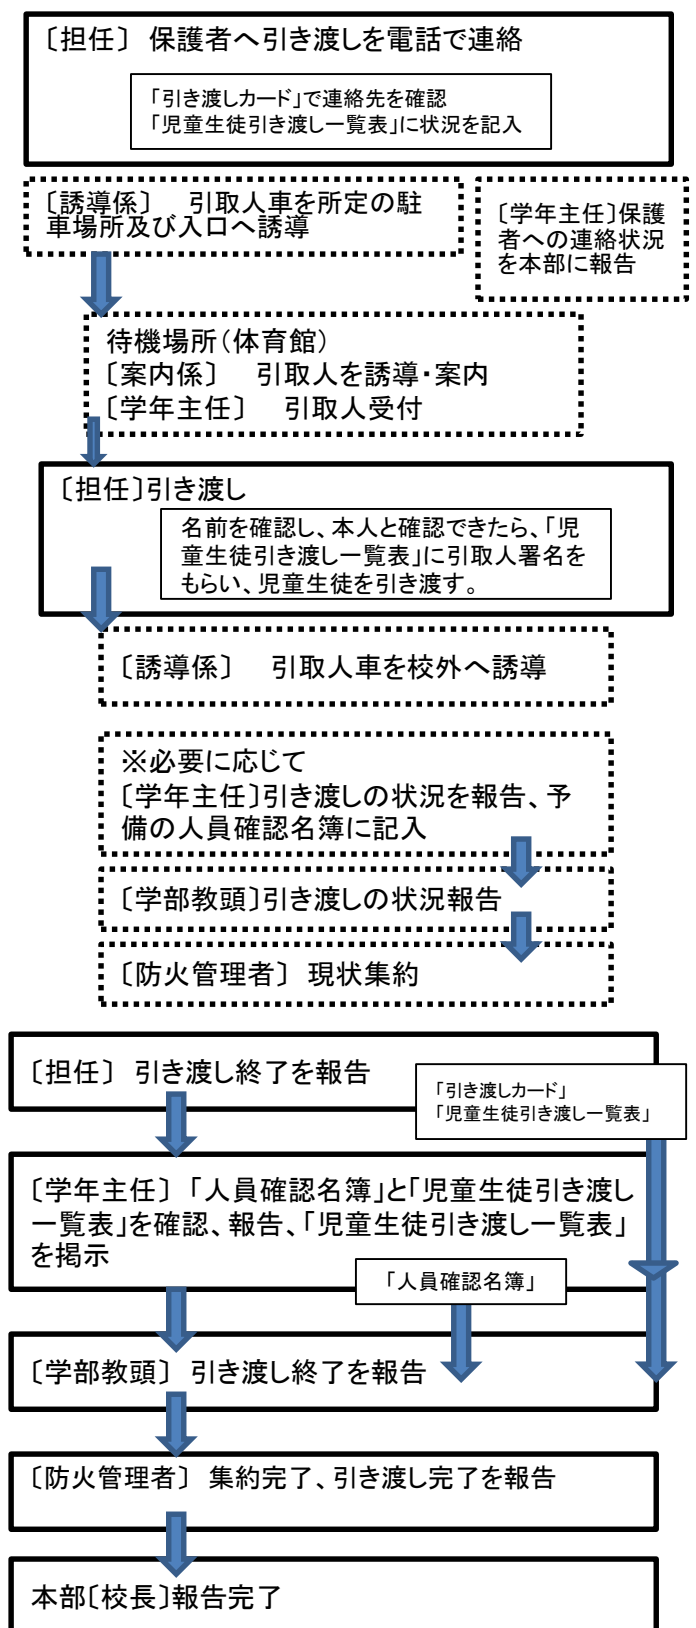 〔担任〕 保護者へ引き渡しを電話で連絡
「引き渡しカード」で連絡先を確認
「児童生徒引き渡し一覧表」に状況を記入
〔誘導係〕　引取人車を所定の駐
車場所及び入口へ誘導
〔学年主任〕保護
者への連絡状況
を本部に報告
待機場所(体育館)
〔案内係〕　引取人を誘導・案内
〔学年主任〕　引取人受付
〔担任〕引き渡し
名前を確認し、本人と確認できたら、「児
童生徒引き渡し一覧表」に引取人署名を
もらい、児童生徒を引き渡す。
〔誘導係〕　引取人車を校外へ誘導
※必要に応じて
〔学年主任〕引き渡しの状況を報告、予
備の人員確認名簿に記入
〔学部教頭〕引き渡しの状況報告
〔防火管理者〕 現状集約
〔担任〕 引き渡し終了を報告
「引き渡しカード」
「児童生徒引き渡し一覧表」
〔学年主任〕 「人員確認名簿」と「児童生徒引き渡し
一覧表」を確認、報告、「児童生徒引き渡し一覧表」
を掲示
「人員確認名簿」
〔学部教頭〕 引き渡し終了を報告
〔防火管理者〕 集約完了、引き渡し完了を報告
本部〔校長〕報告完了